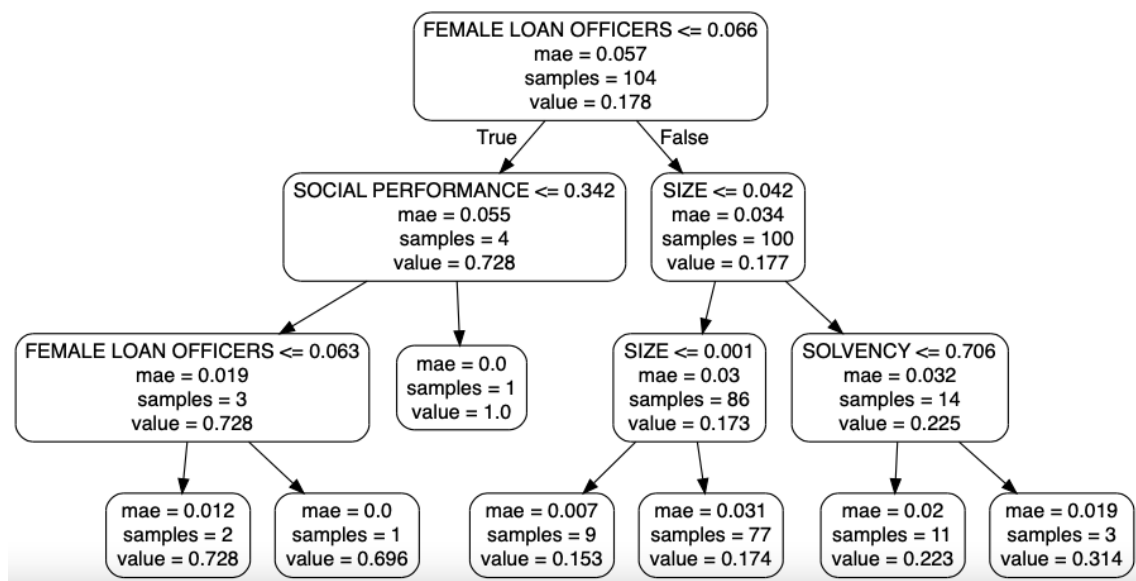 FEMALE LOAN OFFICERS <= 0.066
mae = 0.057
samples = 104
value = 0.178
True
False
SOCIAL PERFORMANCE <= 0.342
mae = 0.055
samples = 4
value = 0.728
SIZE <= 0.042
mae = 0.034
samples = 100
value = 0.177
FEMALE LOAN OFFICERS <= 0.063
mae = 0.019
samples = 3
value = 0.728
mae = 0.0
samples = 1
value = 1.0
SIZE <= 0.001
mae = 0.03
samples = 86
value = 0.173
SOLVENCY <= 0.706
mae = 0.032
samples = 14
value = 0.225
mae = 0.012
samples = 2
value = 0.728
mae = 0.0
samples = 1
value = 0.696
mae = 0.007
samples = 9
value = 0.153
mae = 0.031
samples = 77
value = 0.174
mae = 0.02
samples = 11
value = 0.223
mae = 0.019
samples = 3
value = 0.314